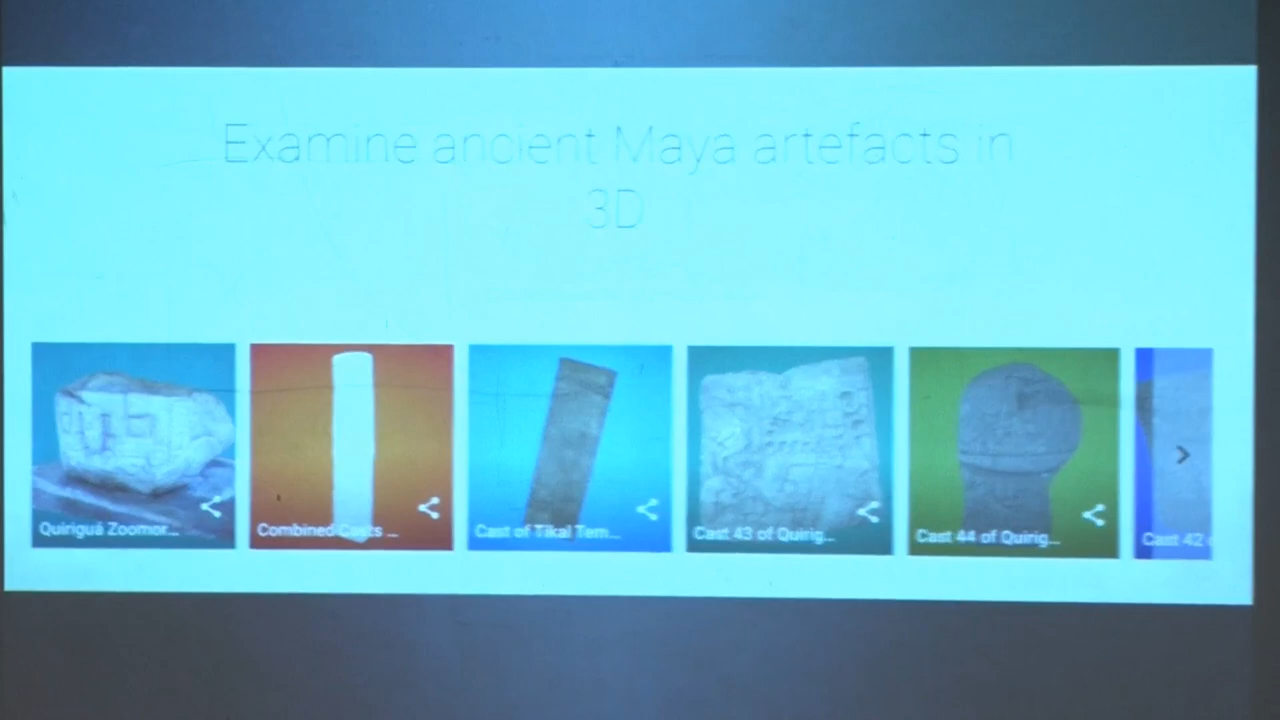 Examine ancient Maya artefacts in
3D
Quiriguá Zoomor...
Combined Casts ...
Cast of Tikal Tem...
Cast 43 of Quirig...
Cast 44 of Quirig...
Cast 42